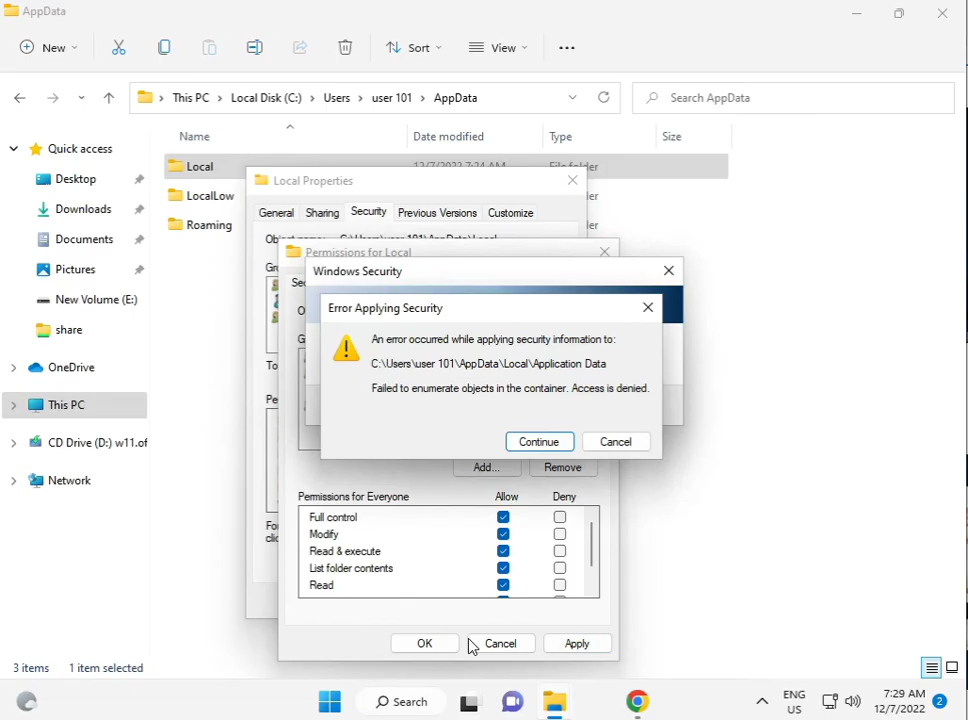 AppData
New
Sort
View
This PC > Local Disk (C:) > Users > user 101 > AppData
Search AppData
Name
Date modified
Type
Size
Quick access
Desktop
Downloads
Documents
Pictures
New Volume (E:)
share
OneDrive
This PC
CD Drive (D:) w11.of
Network
Local
LocalLow
Roaming
Local Properties
General
Sharing
Security
Previous Versions
Customize
Permissions for Local
Windows Security
Error Applying Security
An error occurred while applying security information to:
C:\Users\user 101\AppData\Local\Application Data
Failed to enumerate objects in the container. Access is denied.
Continue
Cancel
Add...
Remove
Permissions for Everyone
Allow
Deny
Full control
Modify
Read & execute
List folder contents
Read
OK
Cancel
Apply
3 items
1 item selected
Search
ENG
US
7:29 AM
12/7/2022
2